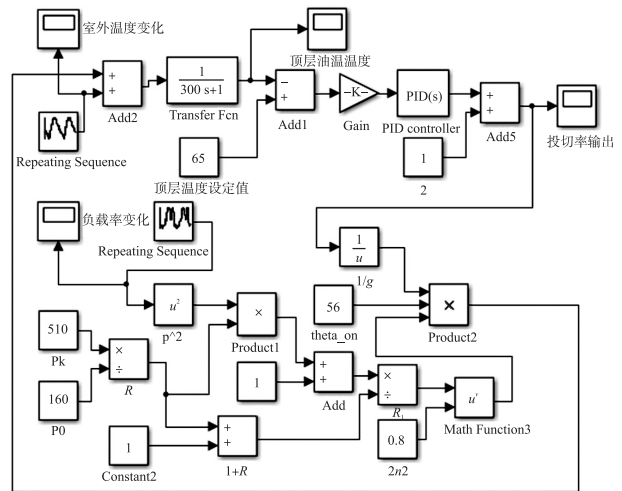 室外温度变化
顶层油温温度
+
+
Add2
1
300 s+1
Transfer Fcn
−
+
Add1
-K-
Gain
PID(s)
PID controller
+
+
Add5
投切率输出
Repeating Sequence
65
顶层温度设定值
1
2
负载率变化
Repeating Sequence
1
u
1/g
u²
p^2
×
Product1
56
theta_on
×
Product2
510
Pk
×
÷
R
160
P0
1
+
+
Add
×
÷
R₁
uᵛ
Math Function3
1
Constant2
+
+
1+R
0.8
2n2